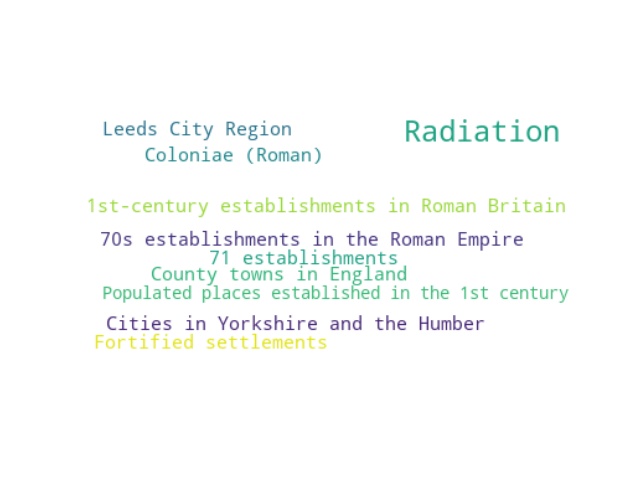 Leeds City Region
Radiation
Coloniae (Roman)
1st-century establishments in Roman Britain
70s establishments in the Roman Empire
71 establishments
County towns in England
Populated places established in the 1st century
Cities in Yorkshire and the Humber
Fortified settlements